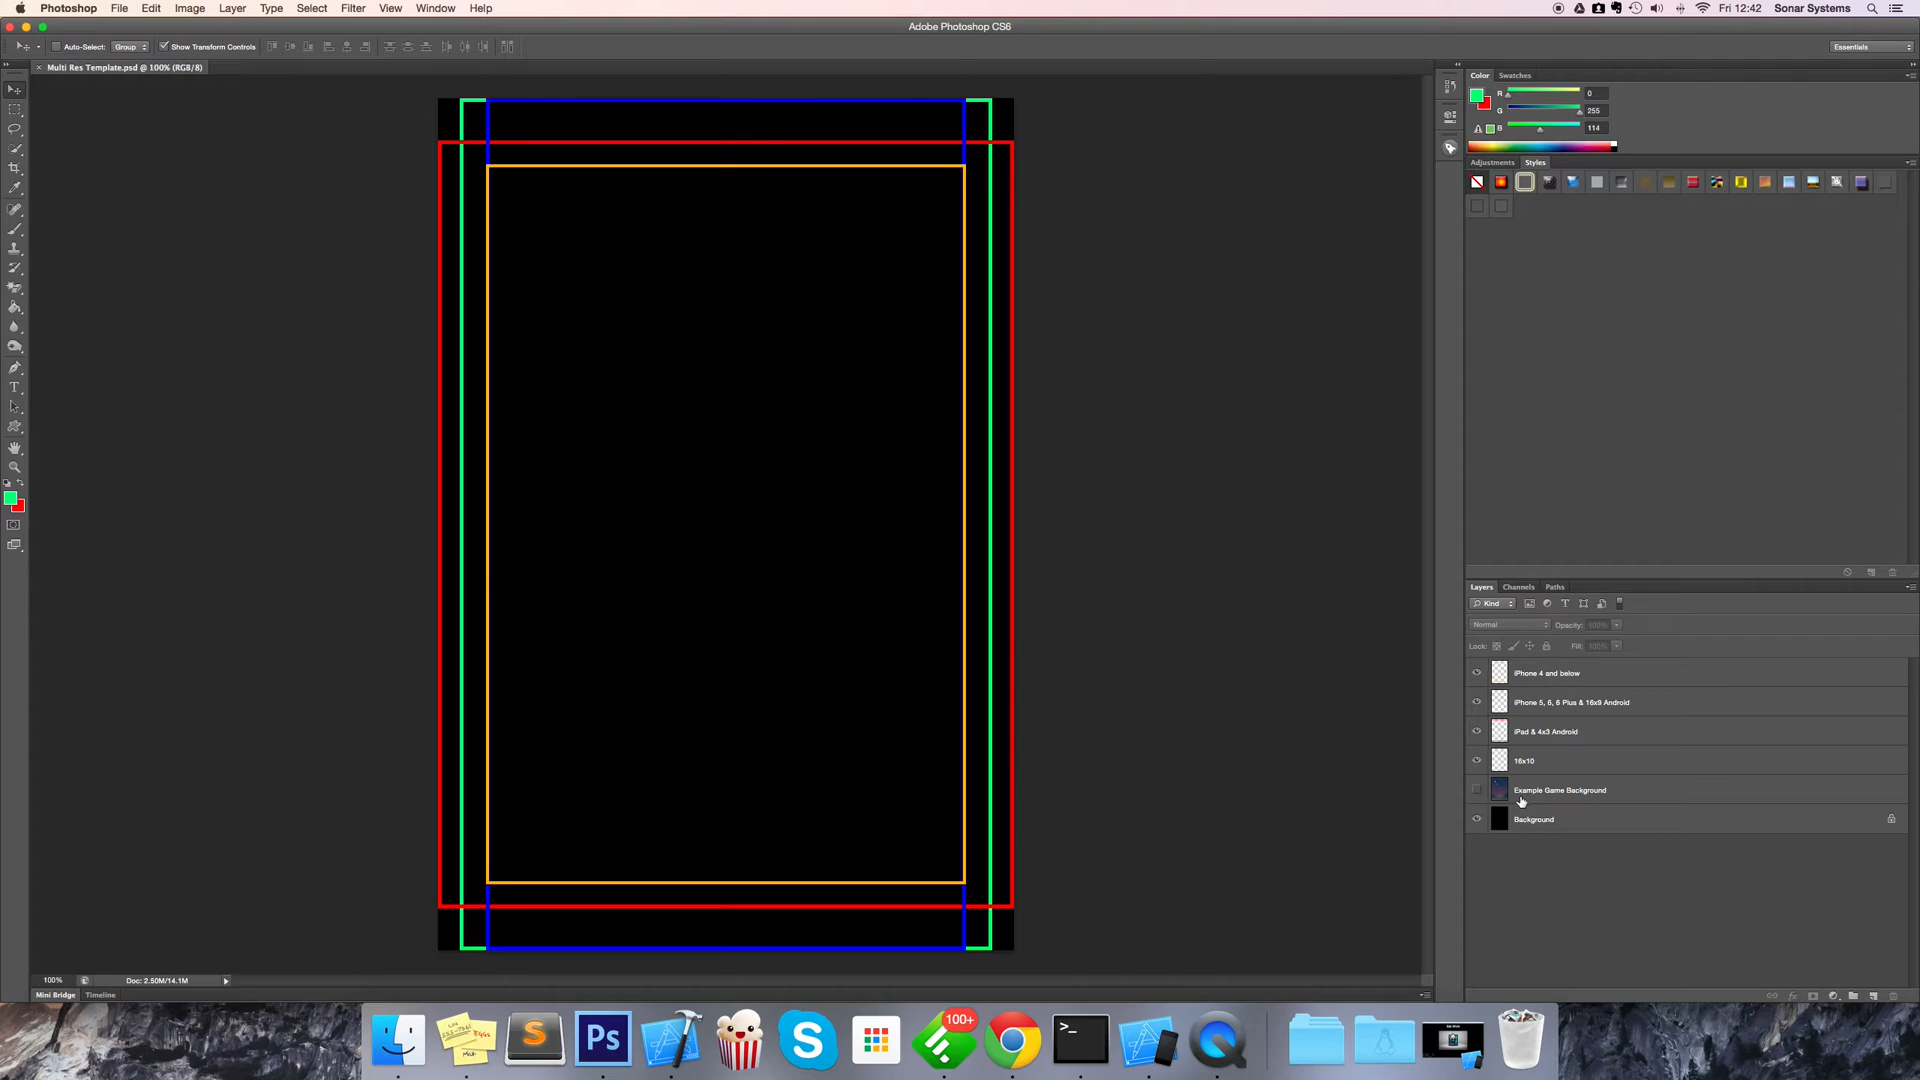 Photoshop File Edit Image Layer Type Select Filter View Window Help Fri 12:42 Sonar Systems
Adobe Photoshop CS6
Auto-Select: Group Show Transform Controls Essentials
Multi Res Template.psd @ 100% (RGB/8)
Color Swatches
R 0
G 255
B 114
Adjustments Styles
Layers Channels Paths
Kind
Normal Opacity: 100%
Lock: Fill: 100%
iPhone 4 and below
iPhone 5, 6, 6 Plus & 16x9 Android
iPad & 4x3 Android
16x10
Example Game Background
Background
100% Doc: 2.50M/14.1M
Mini Bridge Timeline
100+
Ps